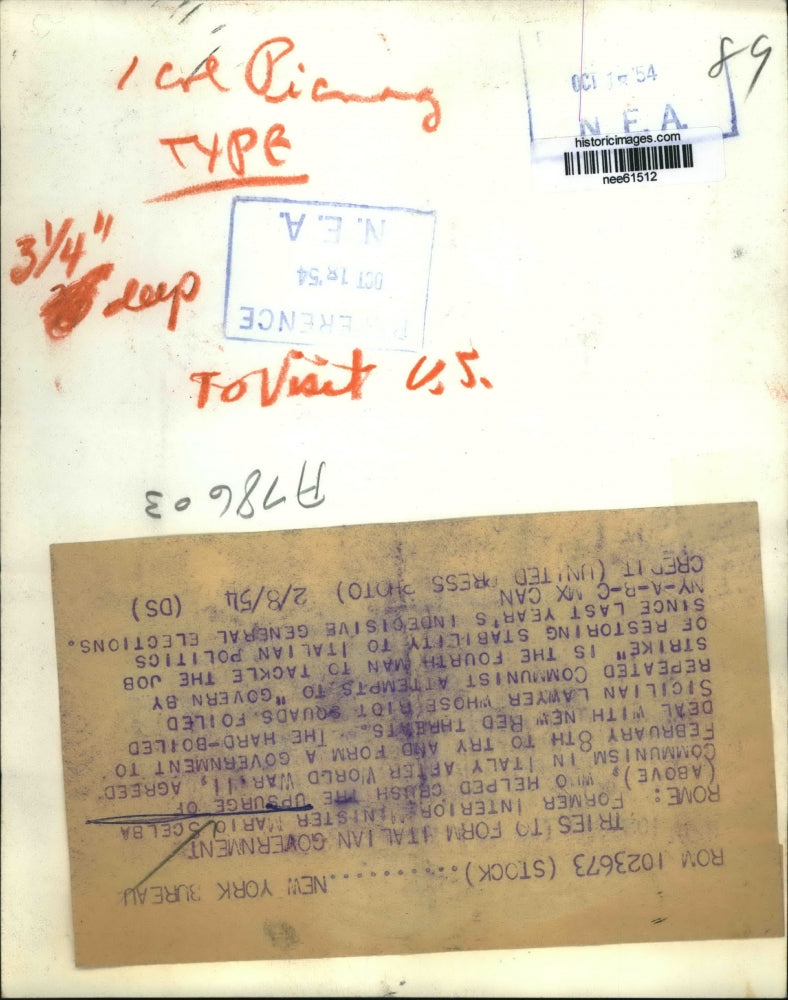 1 col
TYPE
3 1/4"
deep
To Visit U.S.
89
OCT '54
N.E.A.
historicimages.com
nee61512
REFERENCE
OCT 18 '54
N.E.A.
A78603
ROM 1023673 (STOCK)............NEW YORK BUREAU
TRIES TO FORM ITALIAN GOVERNMENT
ROME: FORMER INTERIOR MINISTER MARIO SCELBA
(ABOVE), WHO HELPED CRUSH THE UPSURGE OF
COMMUNISM IN ITALY AFTER WORLD WAR II, AGREED
FEBRUARY 8TH TO TRY AND FORM A GOVERNMENT TO
DEAL WITH NEW RED THREATS. THE HARD-BOILED
SICILIAN LAWYER WHOSE RIOT SQUADS FOILED
REPEATED COMMUNIST ATTEMPTS TO "GOVERN BY
STRIKE" IS THE FOURTH MAN TO TACKLE THE JOB
OF RESTORING STABILITY TO ITALIAN POLITICS
SINCE LAST YEAR'S INDECISIVE GENERAL ELECTIONS.
NY-A-B-C MX CAN
CREDIT (UNITED PRESS PHOTO) 2/8/54 (DS)